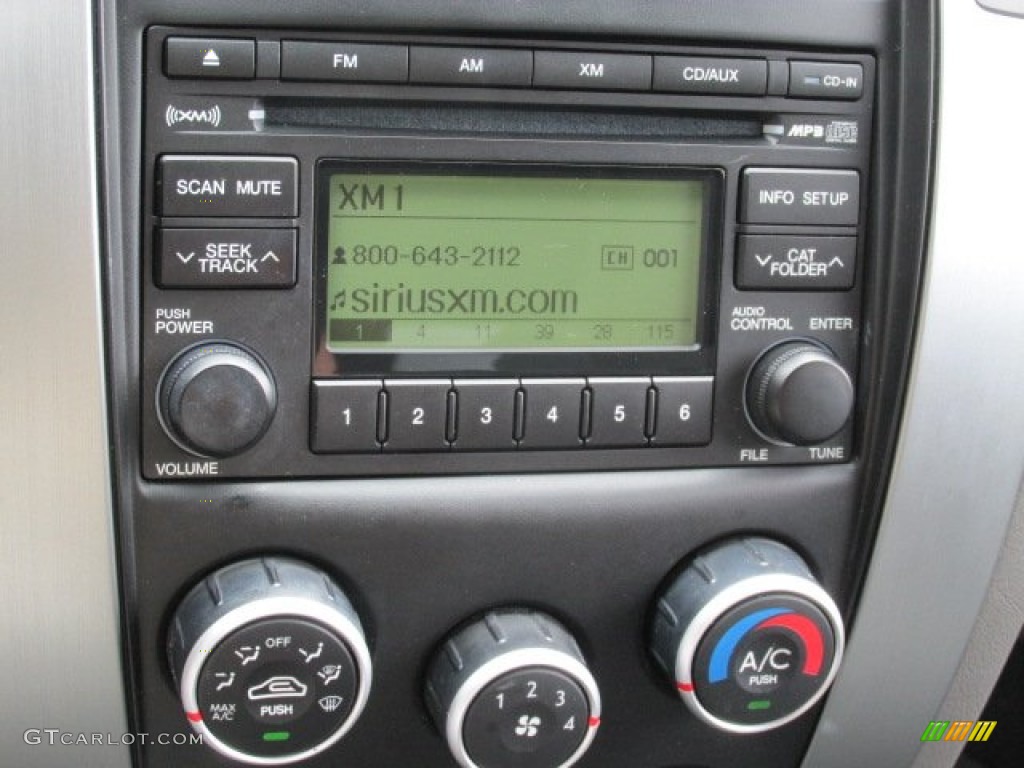 FM AM XM CD/AUX CD-IN
((XM)) MP3
SCAN MUTE
INFO SETUP
SEEK
TRACK
CAT
FOLDER
XM1
800-643-2112 CH 001
siriusxm.com
1 4 11 39 28 115
PUSH
POWER
AUDIO
CONTROL ENTER
1 2 3 4 5 6
VOLUME
FILE TUNE
OFF
MAX
A/C
PUSH
1 2 3 4
A/C
PUSH
GTCARLOT.COM